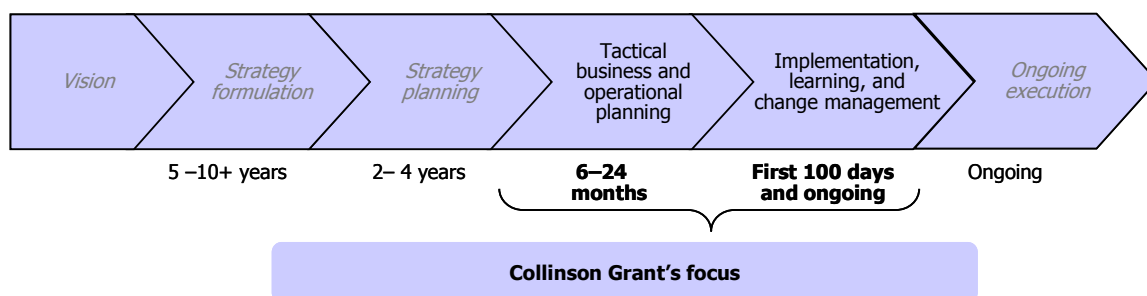 Vision
Strategy
formulation
Strategy
planning
Tactical
business and
operational
planning
Implementation,
learning, and
change management
Ongoing
execution
5 –10+ years
2– 4 years
6–24
months
First 100 days
and ongoing
Ongoing
Collinson Grant’s focus